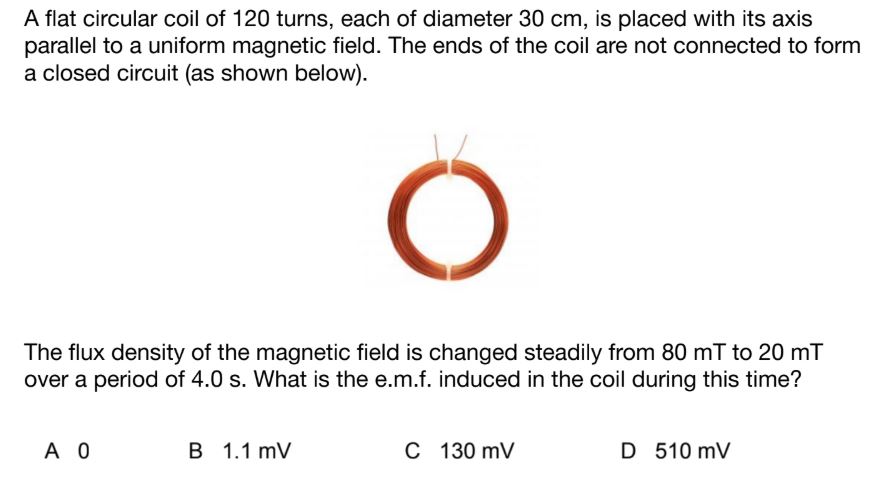 A flat circular coil of 120 turns, each of diameter 30 cm, is placed with its axis
parallel to a uniform magnetic field. The ends of the coil are not connected to form
a closed circuit (as shown below).
The flux density of the magnetic field is changed steadily from 80 mT to 20 mT
over a period of 4.0 s. What is the e.m.f. induced in the coil during this time?
A 0 B 1.1 mV C 130 mV D 510 mV